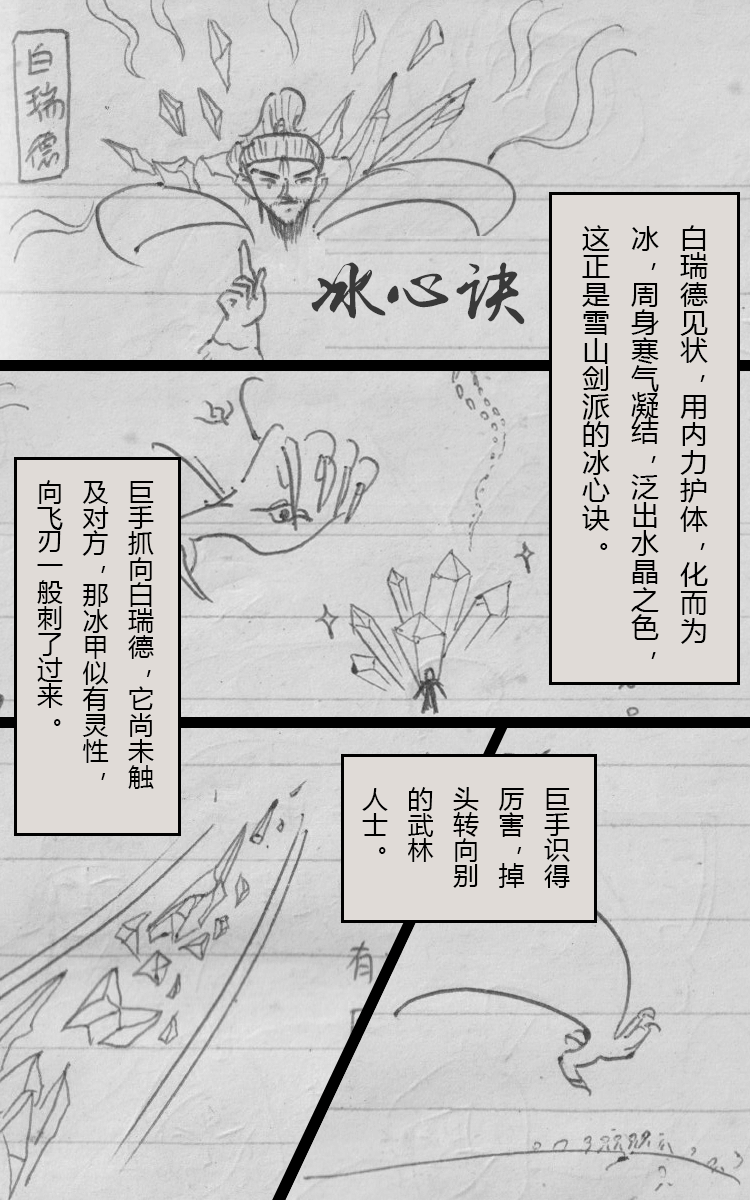 白瑞德
冰心诀
白瑞德见状，用内力护体，化而为
冰，周身寒气凝结，泛出水晶之色，
这正是雪山剑派的冰心诀。
巨手抓向白瑞德，它尚未触
及对方，那冰甲似有灵性，
向飞刃一般刺了过来。
巨手识得
厉害，掉
头转向别
的武林
人士。
有